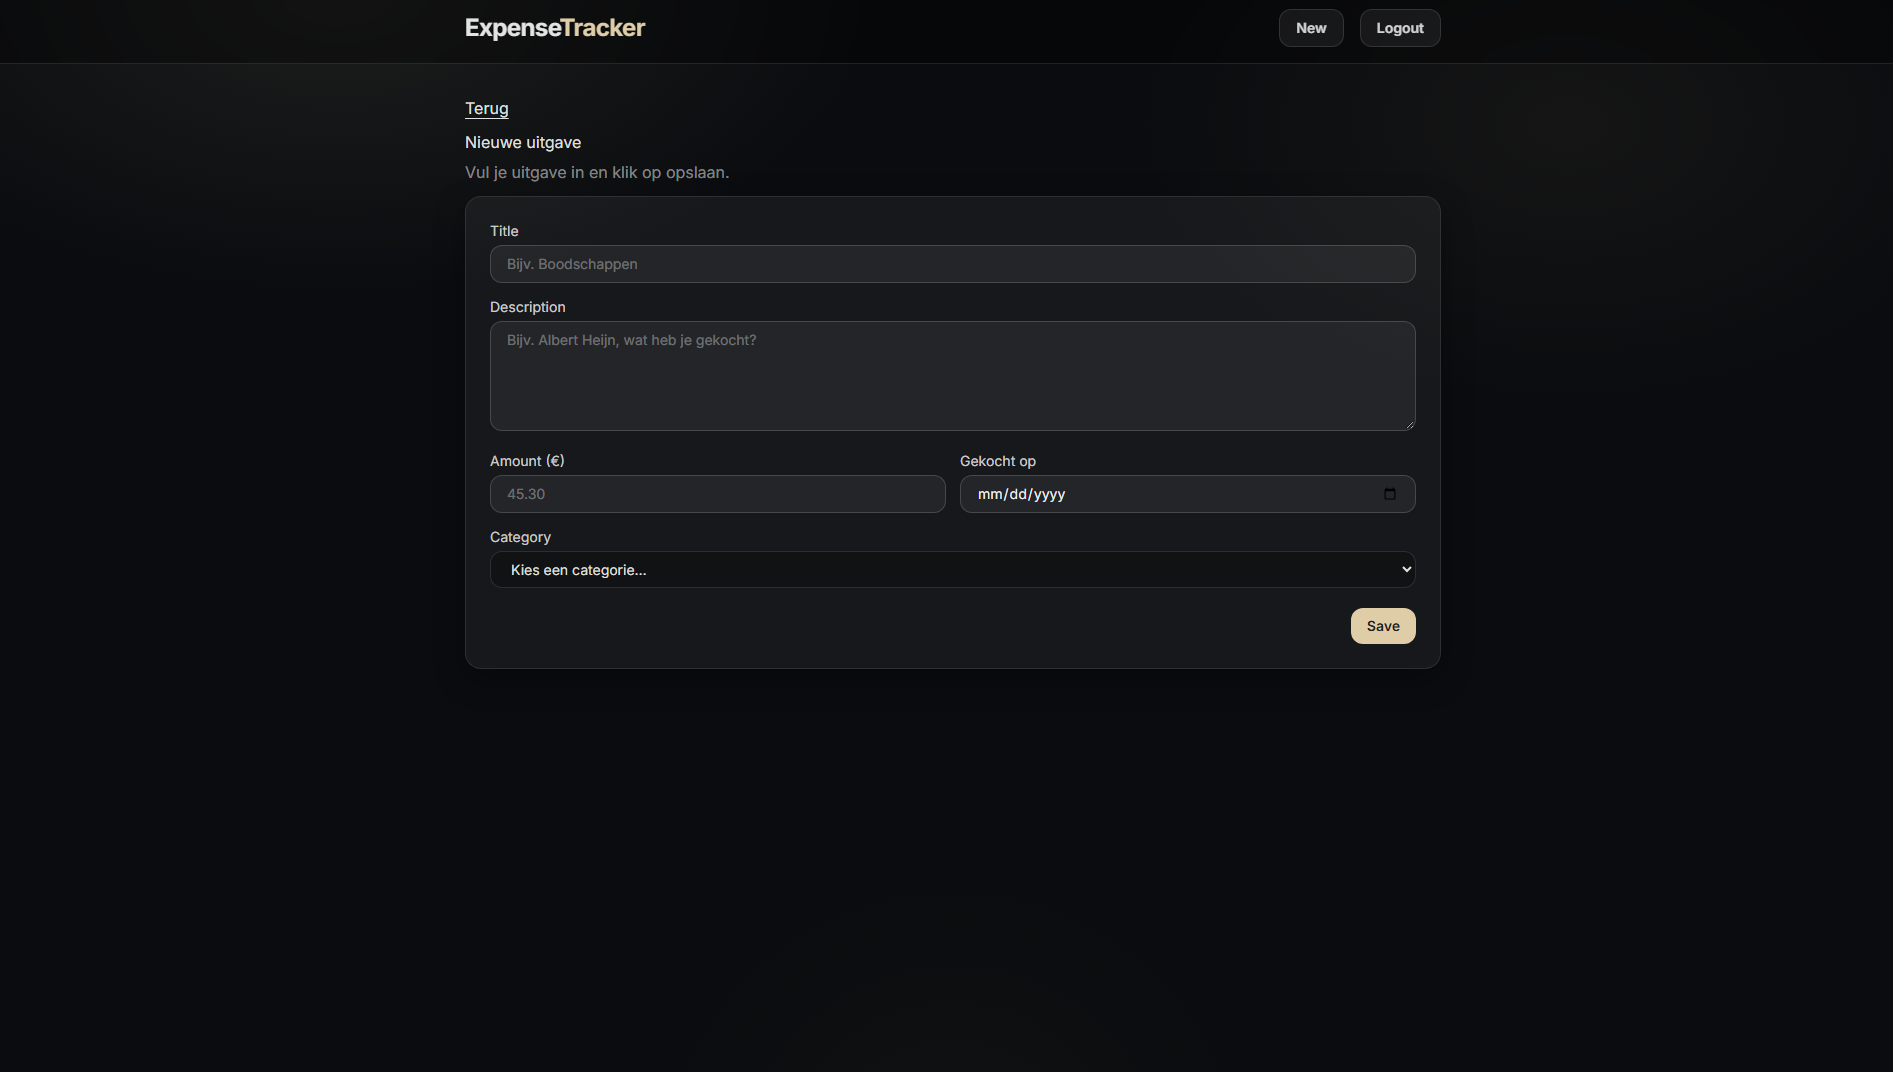 ExpenseTracker
New
Logout
Terug
Nieuwe uitgave
Vul je uitgave in en klik op opslaan.
Title
Bijv. Boodschappen
Description
Bijv. Albert Heijn, wat heb je gekocht?
Amount (€)
Gekocht op
45.30
mm/dd/yyyy
Category
Kies een categorie...
Save